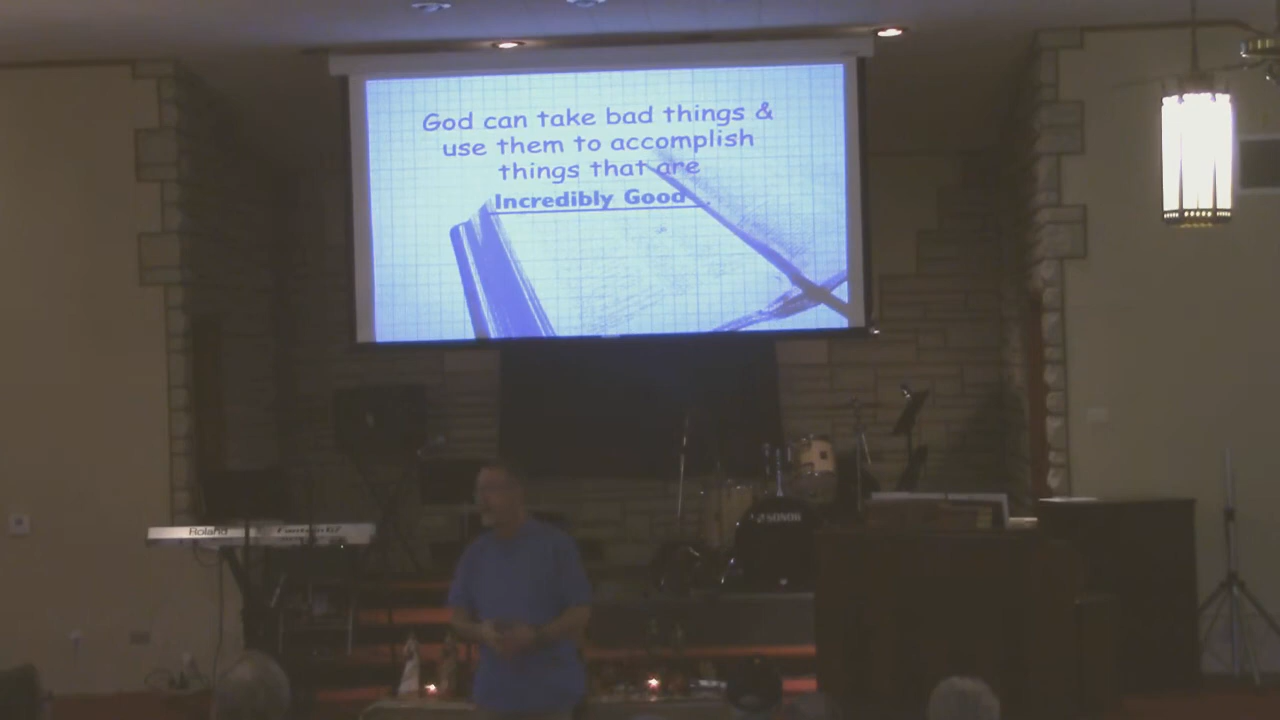 God can take bad things &
use them to accomplish
things that are
Incredibly Good
Roland
SONOR